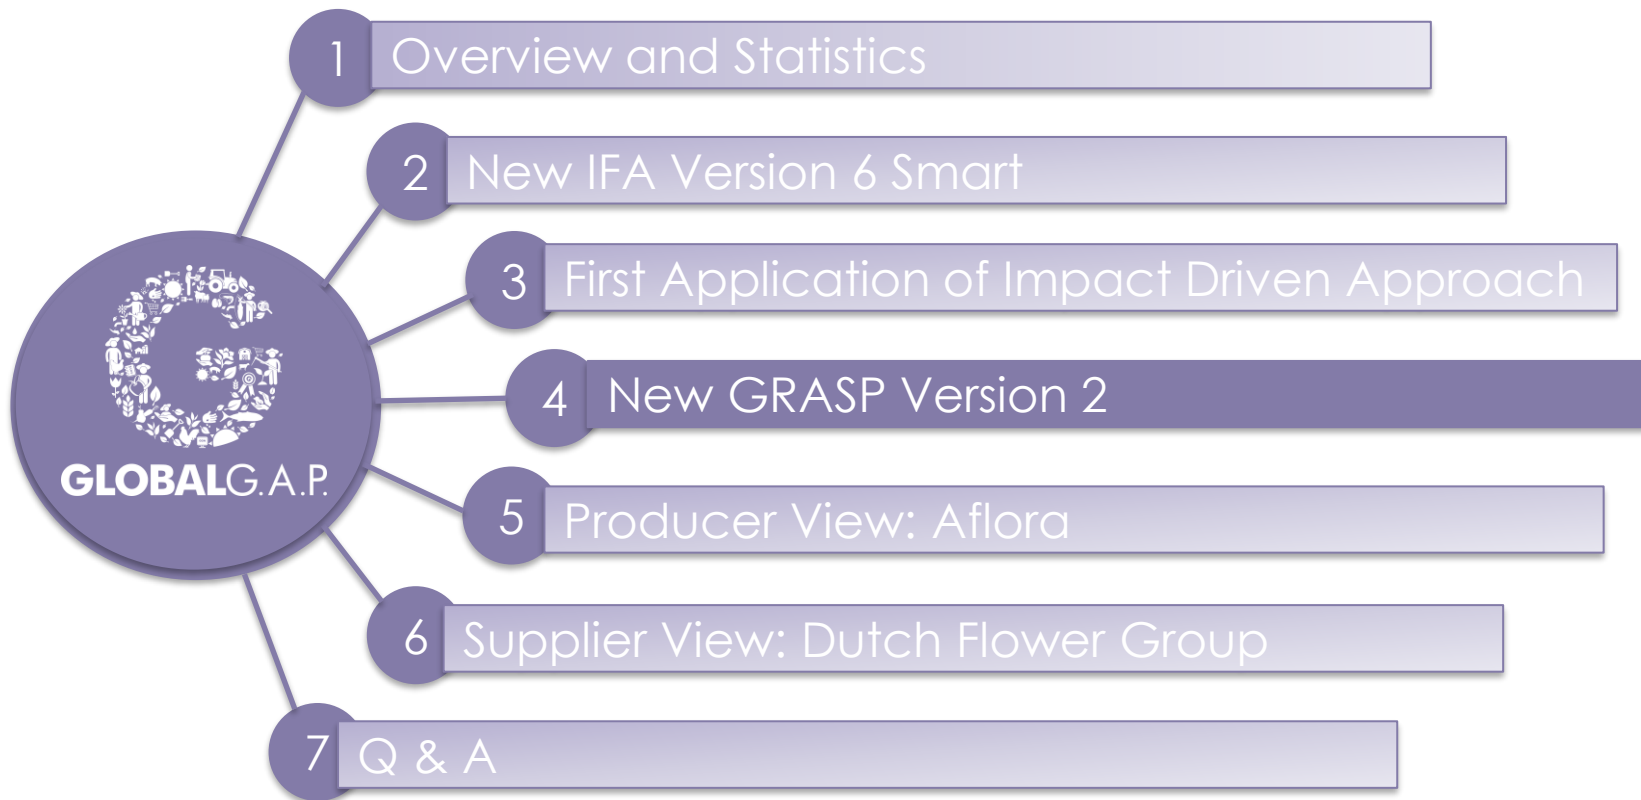 1 Overview and Statistics
2 New IFA Version 6 Smart
3 First Application of Impact Driven Approach
4 New GRASP Version 2
GLOBALG.A.P.
5 Producer View: Aflora
6 Supplier View: Dutch Flower Group
7 Q & A